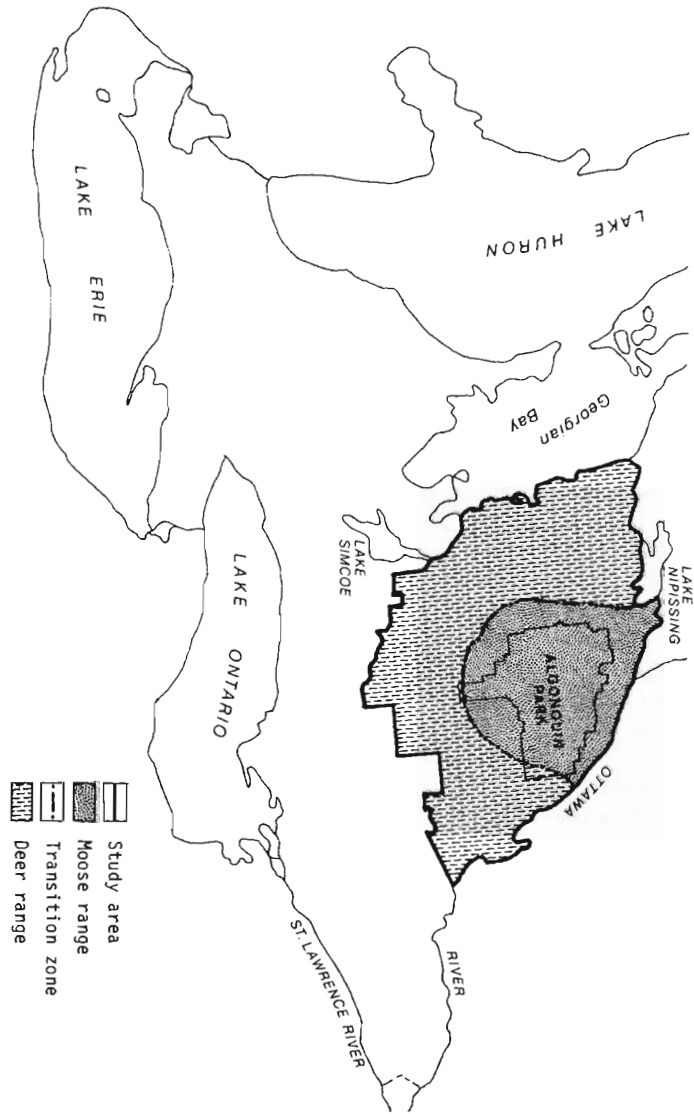 LAKE HURON
Georgian
Bay
LAKE
NIPISSING
ALGONQUIN
PARK
OTTAWA
RIVER
LAKE
SIMCOE
LAKE ERIE
LAKE ONTARIO
ST. LAWRENCE RIVER
Study area
Moose range
Transition zone
Deer range